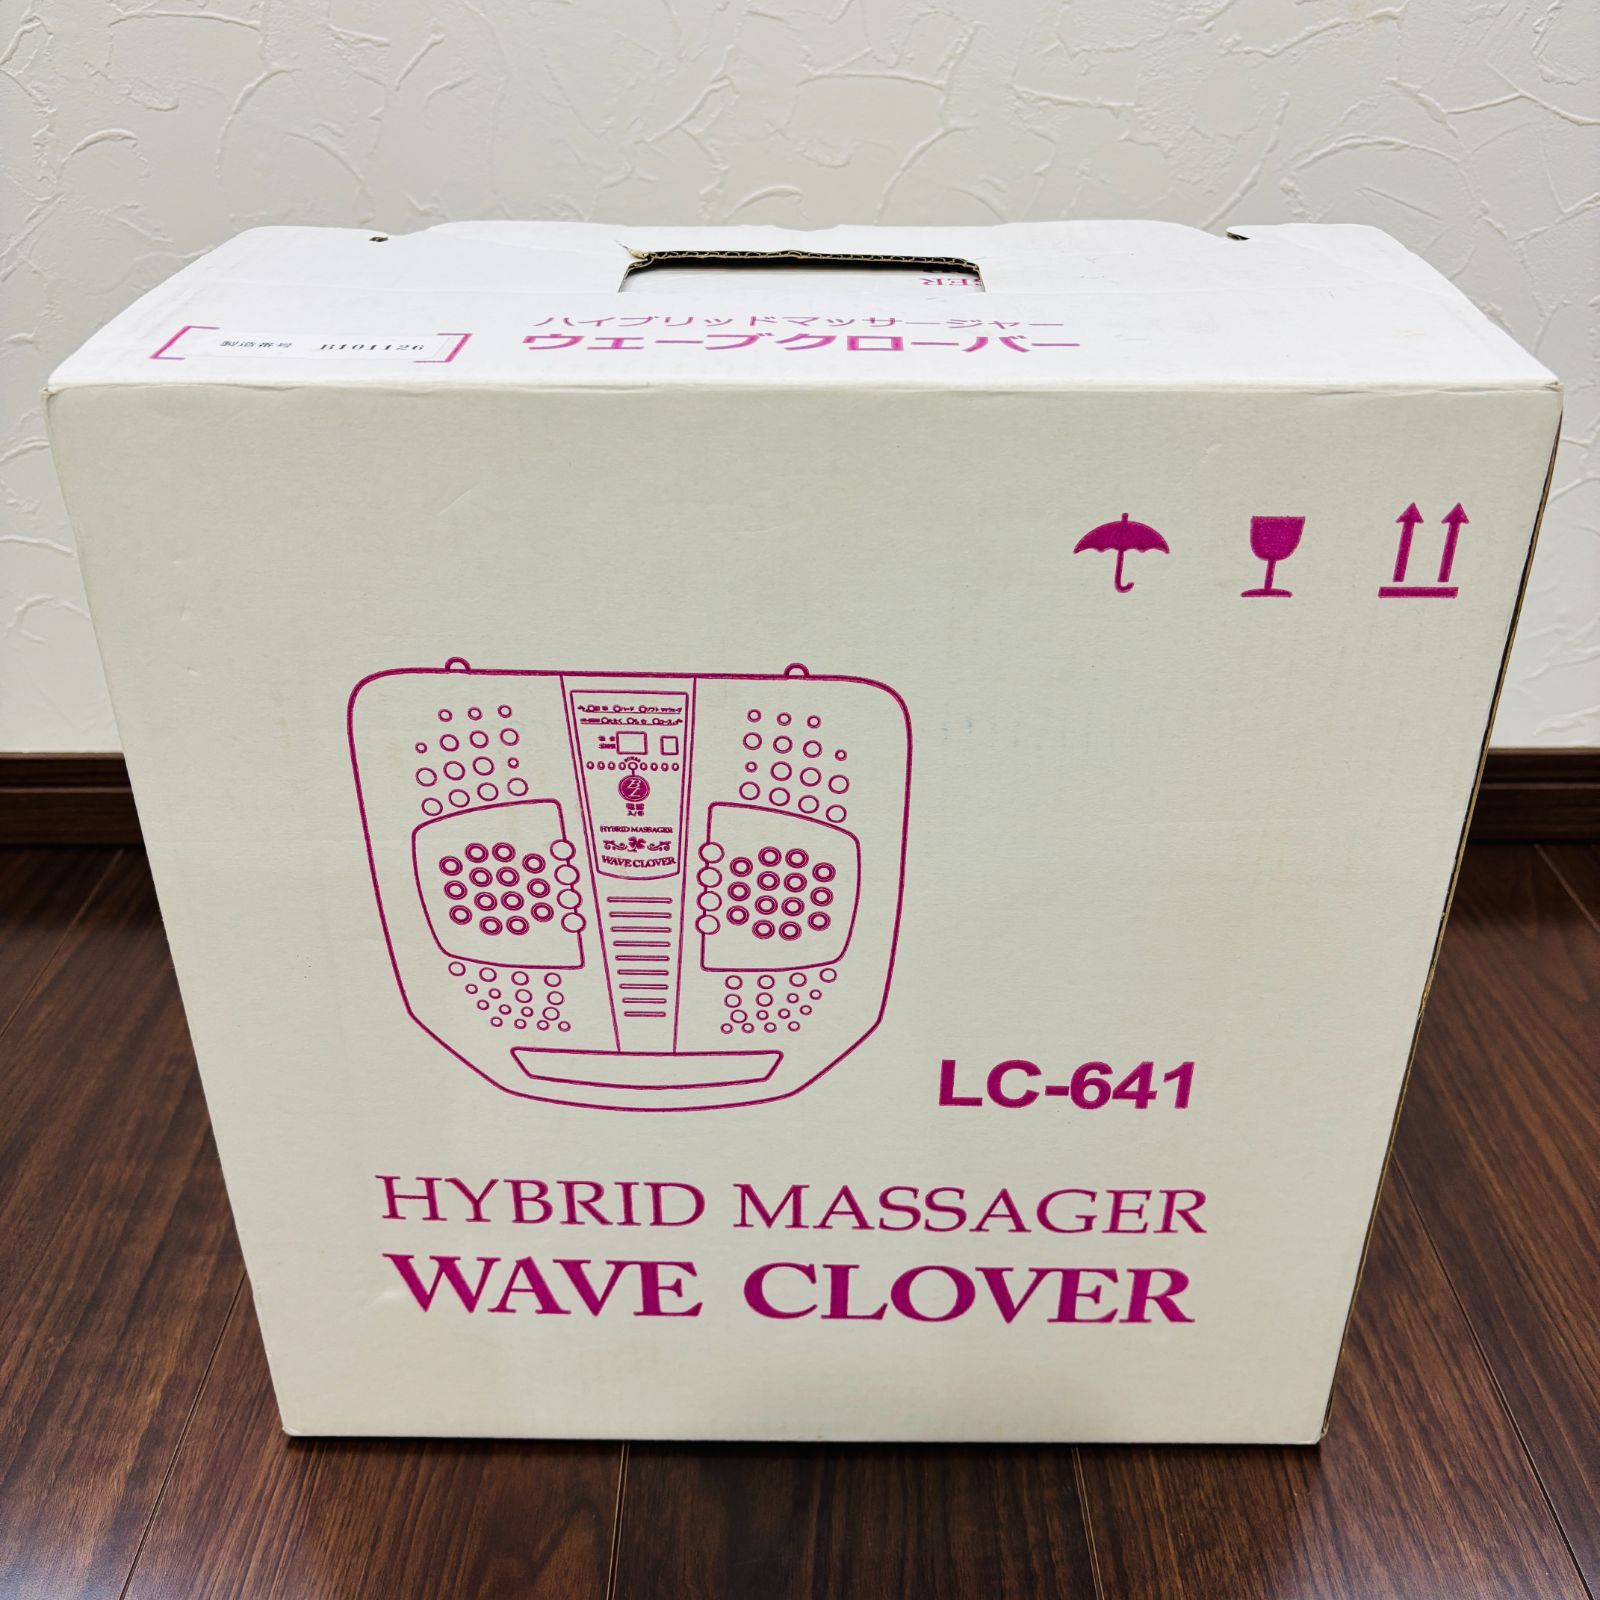 ER
ハイブリッドマッサージャー
ウェーブクローバー
製造番号 B101126
HYBRID MASSAGER
WAVE CLOVER
LC-641
HYBRID MASSAGER
WAVE CLOVER